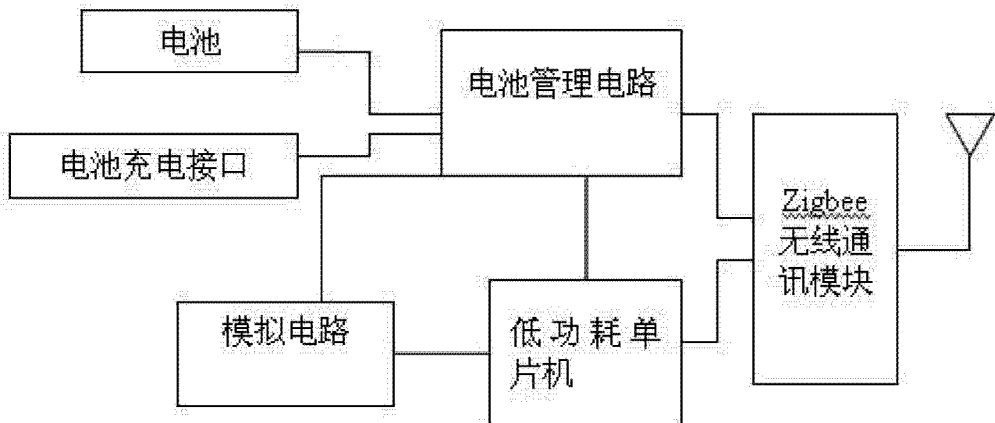 电池
电池管理电路
电池充电接口
Zigbee
无线通
讯模块
模拟电路
低功耗单
片机